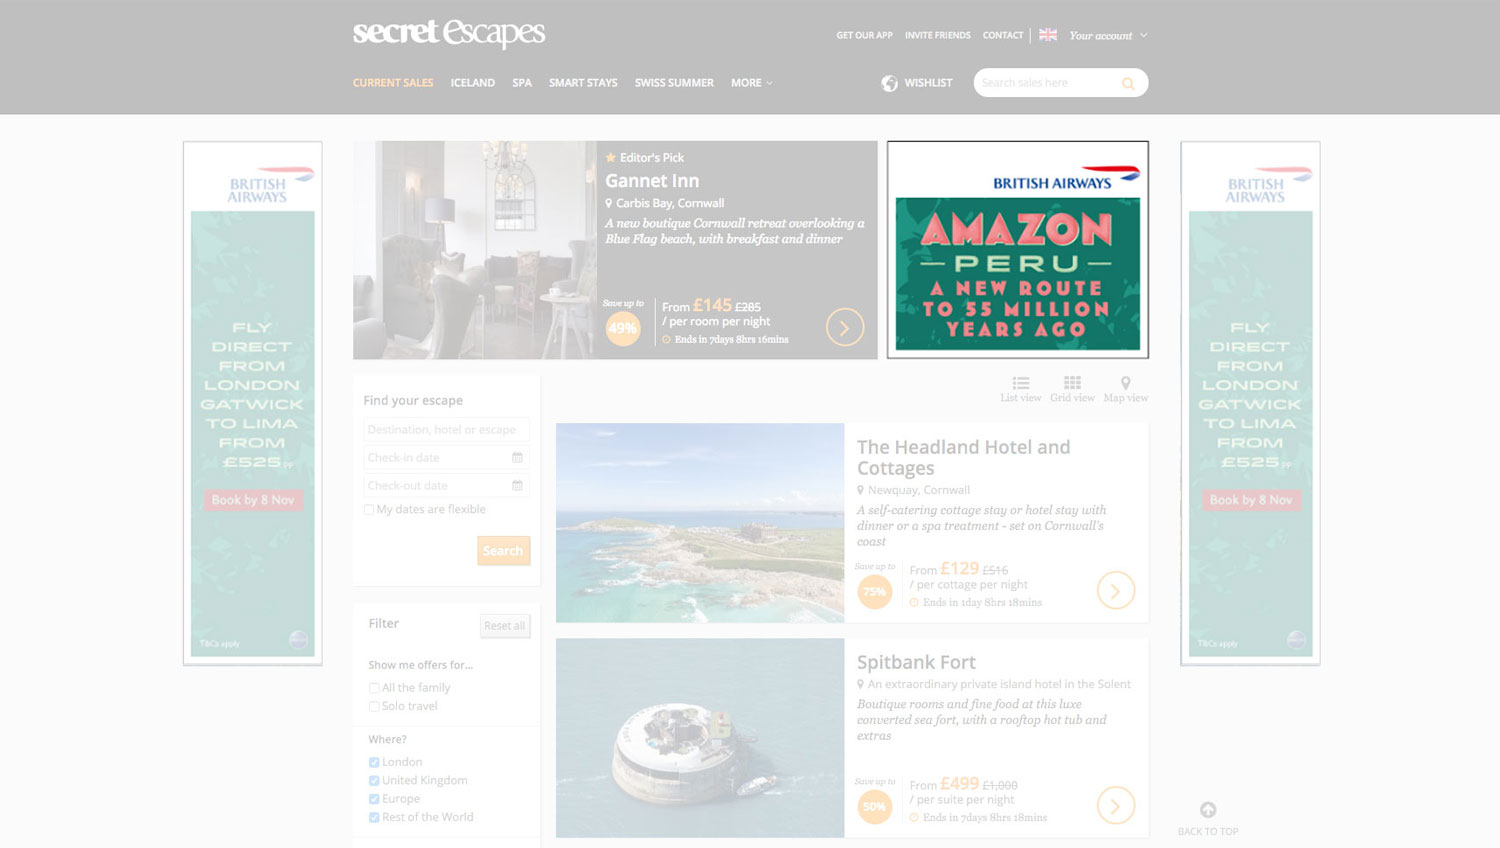 secret escapes
GET OUR APP
INVITE FRIENDS
CONTACT
Your account
CURRENT SALES
ICELAND
SPA
SMART STAYS
SWISS SUMMER
MORE
WISHLIST
Search sales here
BRITISH
AIRWAYS
FLY
DIRECT
FROM
LONDON
GATWICK
TO LIMA
FROM
£525 pp
Book by 8 Nov
T&Cs apply
Editor's Pick
Gannet Inn
Carbis Bay, Cornwall
A new boutique Cornwall retreat overlooking a
Blue Flag beach, with breakfast and dinner
Save up to
49%
From £145 £285
/ per room per night
Ends in 7days 8hrs 16mins
BRITISH AIRWAYS
AMAZON
PERU
A NEW ROUTE
TO 55 MILLION
YEARS AGO
BRITISH
AIRWAYS
FLY
DIRECT
FROM
LONDON
GATWICK
TO LIMA
FROM
£525 pp
Book by 8 Nov
T&Cs apply
List view
Grid view
Map view
Find your escape
Destination, hotel or escape
Check-in date
Check-out date
My dates are flexible
Search
Filter
Reset all
Show me offers for...
All the family
Solo travel
Where?
London
United Kingdom
Europe
Rest of the World
The Headland Hotel and
Cottages
Newquay, Cornwall
A self-catering cottage stay or hotel stay with
dinner or a spa treatment - set on Cornwall's
coast
Save up to
75%
From £129 £516
/ per cottage per night
Ends in 1day 8hrs 18mins
Spitbank Fort
An extraordinary private island hotel in the Solent
Boutique rooms and fine food at this luxe
converted sea fort, with a rooftop hot tub and
extras
Save up to
50%
From £499 £1,000
/ per suite per night
Ends in 7days 8hrs 18mins
BACK TO TOP